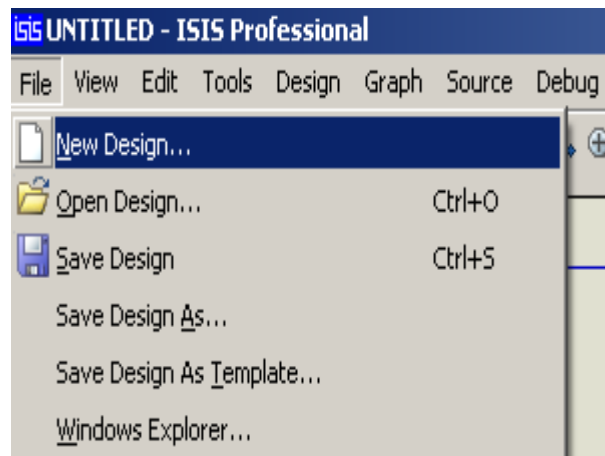 isis UNTITLED - ISIS Professional
File View Edit Tools Design Graph Source Debug
New Design...
Open Design... Ctrl+O
Save Design Ctrl+S
Save Design As...
Save Design As Template...
Windows Explorer...